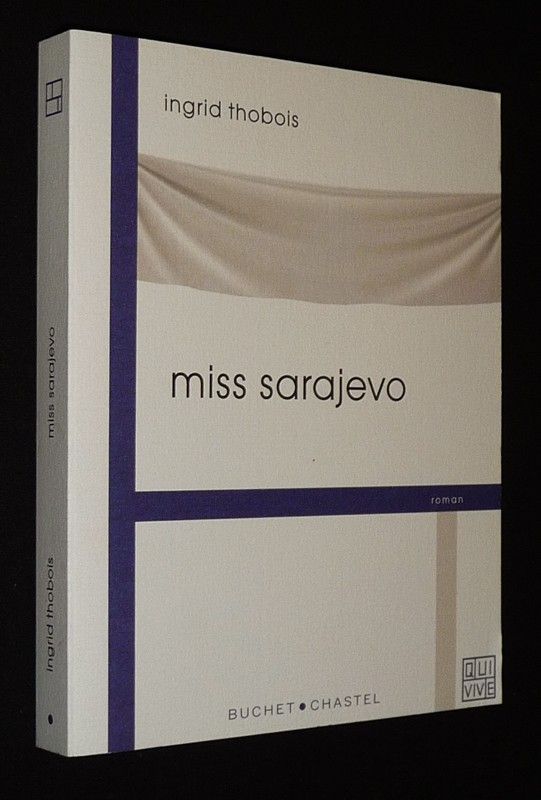 ingrid thobois
miss sarajevo
roman
BUCHET•CHASTEL
QUI
VIVE
miss sarajevo
ingrid thobois